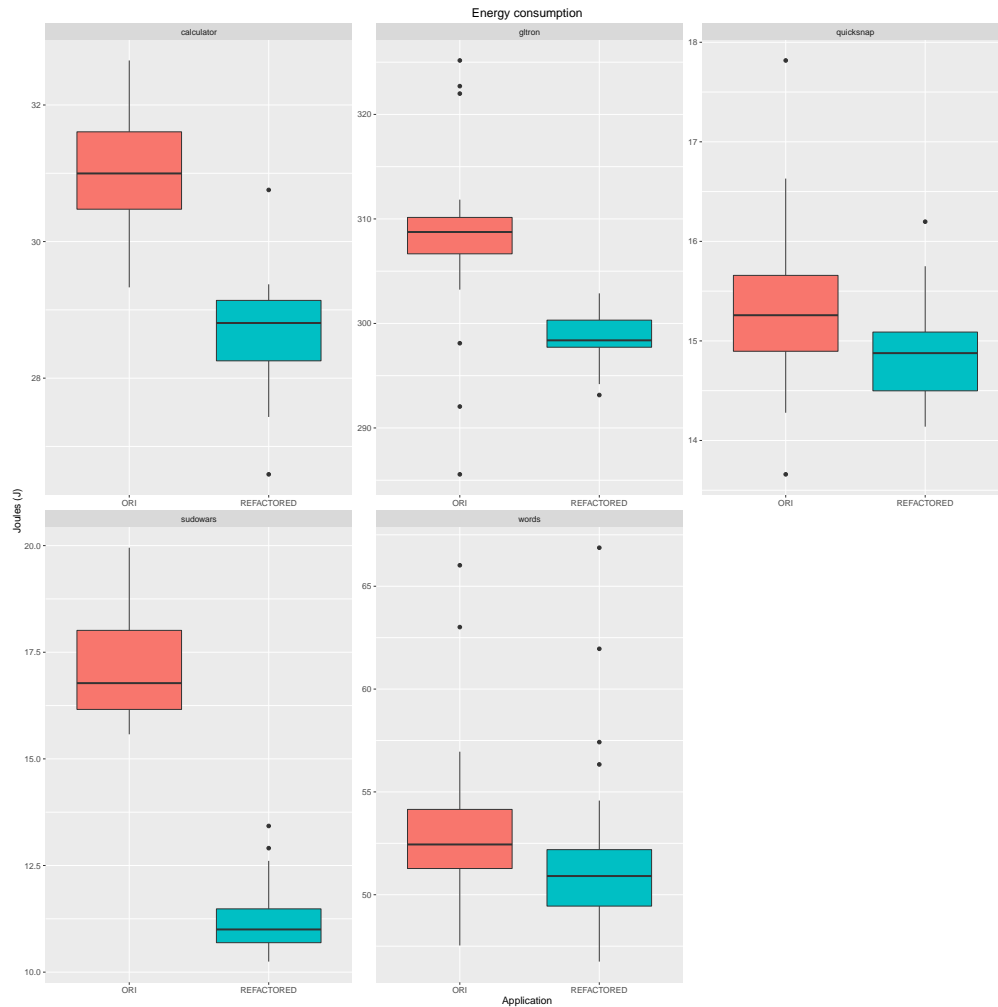 Energy consumption
calculator
gltron
quicksnap
32
30
28
320
310
300
290
18
17
16
15
14
ORI
REFACTORED
ORI
REFACTORED
ORI
REFACTORED
Joules (J)
sudowars
words
20.0
17.5
15.0
12.5
10.0
65
60
55
50
ORI
REFACTORED
ORI
REFACTORED
Application